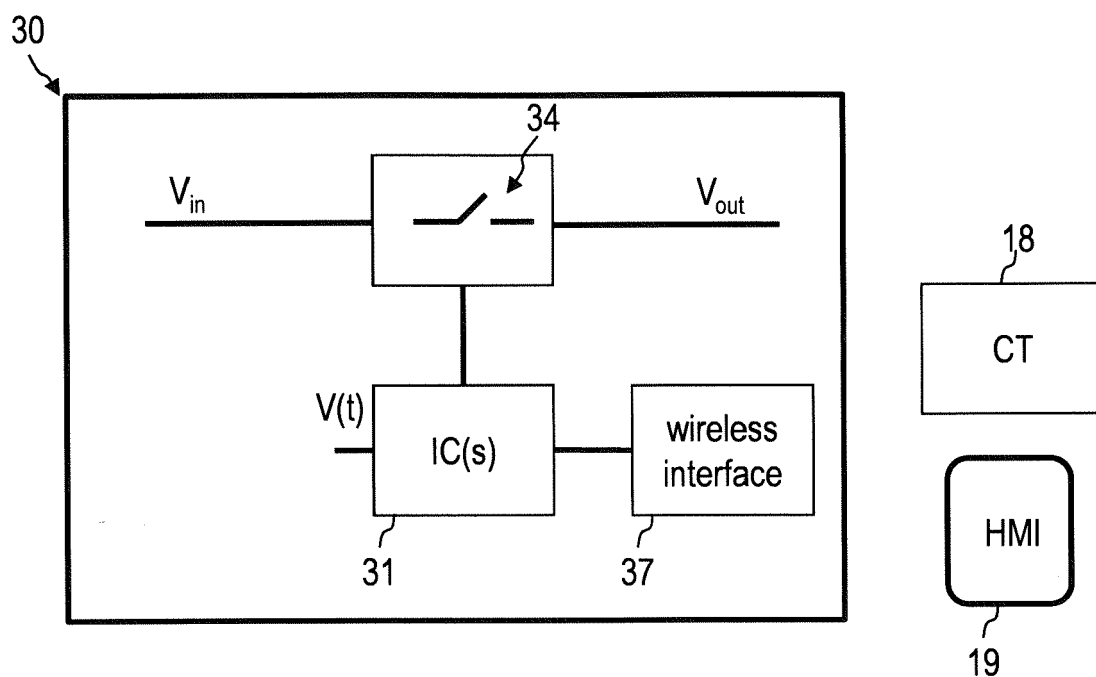 30
34
V_in
V_out
18
CT
V(t)
IC(s)
wireless
interface
HMI
31
37
19